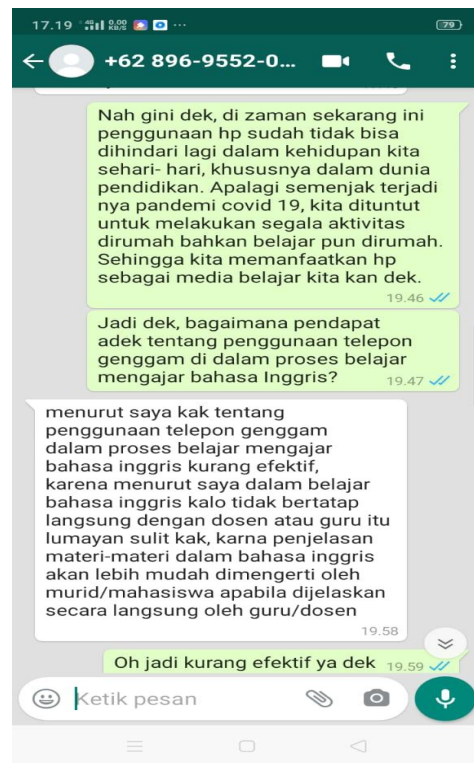 17.19
4G
0,00
KB/S
...
79
+62 896-9552-0...
Nah gini dek, di zaman sekarang ini
penggunaan hp sudah tidak bisa
dihindari lagi dalam kehidupan kita
sehari- hari, khususnya dalam dunia
pendidikan. Apalagi semenjak terjadi
nya pandemi covid 19, kita dituntut
untuk melakukan segala aktivitas
dirumah bahkan belajar pun dirumah.
Sehingga kita memanfaatkan hp
sebagai media belajar kita kan dek.
19.46
Jadi dek, bagaimana pendapat
adek tentang penggunaan telepon
genggam di dalam proses belajar
mengajar bahasa Inggris?
19.47
menurut saya kak tentang
penggunaan telepon genggam
dalam proses belajar mengajar
bahasa inggris kurang efektif,
karena menurut saya dalam belajar
bahasa inggris kalo tidak bertatap
langsung dengan dosen atau guru itu
lumayan sulit kak, karna penjelasan
materi-materi dalam bahasa inggris
akan lebih mudah dimengerti oleh
murid/mahasiswa apabila dijelaskan
secara langsung oleh guru/dosen
19.58
Oh jadi kurang efektif ya dek 19.59
Ketik pesan